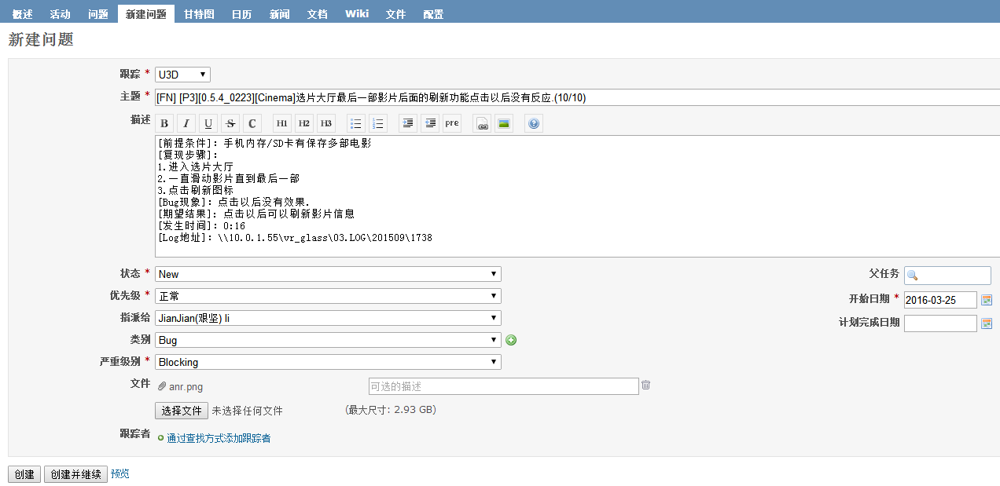 概述 活动 问题 新建问题 甘特图 日历 新闻 文档 Wiki 文件 配置
新建问题
跟踪 * U3D
主题 * [FN] [P3][0.5.4_0223][Cinema]选片大厅最后一部影片后面的刷新功能点击以后没有反应.(10/10)
描述 B I U S C H1 H2 H3 pre
[前提条件]: 手机内存/SD卡有保存多部电影
[复现步骤]:
1.进入选片大厅
2.一直滑动影片直到最后一部
3.点击刷新图标
[Bug现象]: 点击以后没有效果.
[期望结果]: 点击以后可以刷新影片信息
[发生时间]: 0:16
[Log地址]: \\10.0.1.55\vr_glass\03.LOG\201509\1738
状态 * New 父任务
优先级 * 正常 开始日期 * 2016-03-25
指派给 JianJian(艰坚) li 计划完成日期
类别 Bug
严重级别 * Blocking
文件 anr.png 可选的描述
选择文件 未选择任何文件 (最大尺寸: 2.93 GB)
跟踪者 通过查找方式添加跟踪者
创建 创建并继续 预览